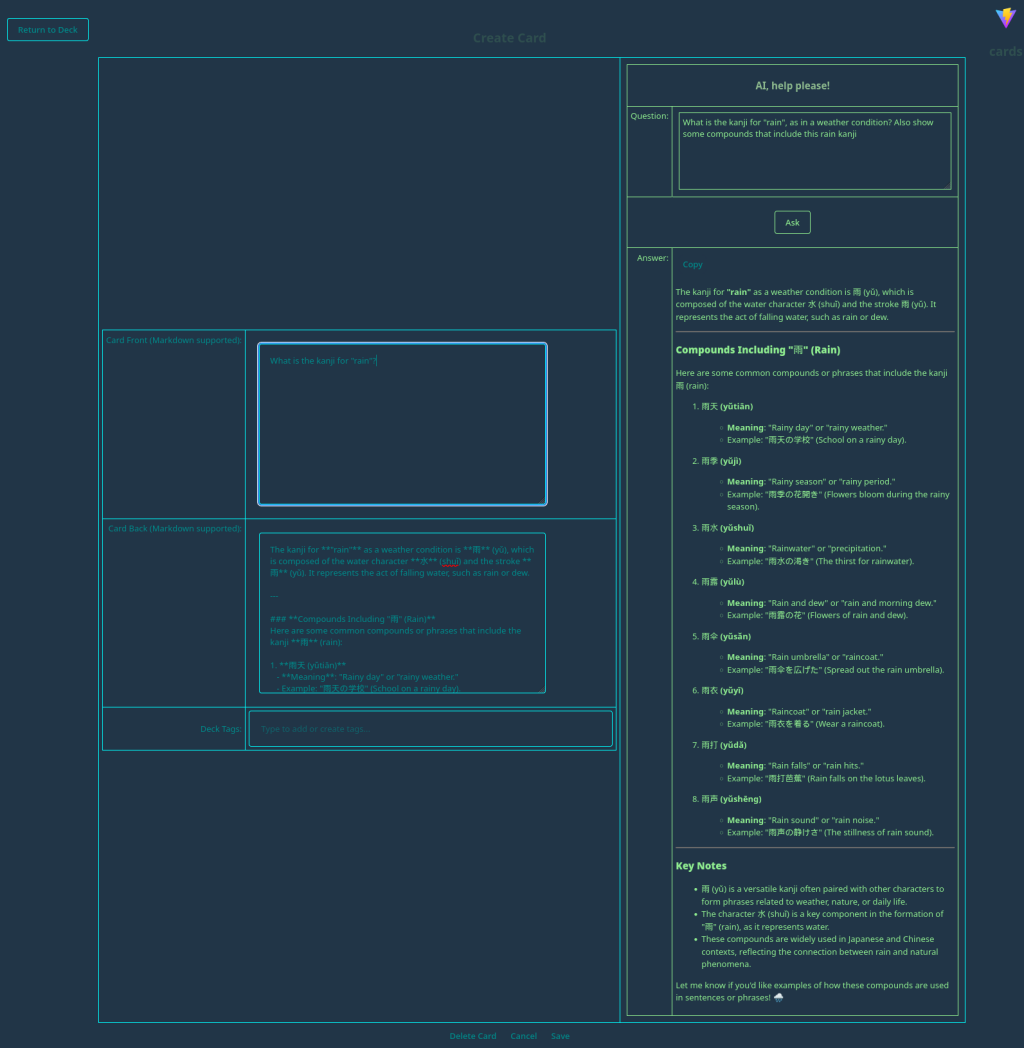 Return to Deck
Create Card
cards
Card Front (Markdown supported):
What is the kanji for "rain"?
Card Back (Markdown supported):
The kanji for **"rain"** as a weather condition is **雨** (yǔ), which
is composed of the water character **水** (shuǐ) and the stroke **
雨** (yǔ). It represents the act of falling water, such as rain or dew.
---
### **Compounds Including "雨" (Rain)**
Here are some common compounds or phrases that include the
kanji **雨** (rain):
1. **雨天 (yǔtiān)**
- **Meaning**: "Rainy day" or "rainy weather."
- Example: "雨天の学校" (School on a rainy day).
Deck Tags:
Type to add or create tags...
AI, help please!
Question:
What is the kanji for "rain", as in a weather condition? Also show
some compounds that include this rain kanji
Ask
Answer:
Copy
The kanji for "rain" as a weather condition is 雨 (yǔ), which is
composed of the water character 水 (shuǐ) and the stroke 雨 (yǔ). It
represents the act of falling water, such as rain or dew.
Compounds Including "雨" (Rain)
Here are some common compounds or phrases that include the kanji
雨 (rain):
1. 雨天 (yǔtiān)
Meaning: "Rainy day" or "rainy weather."
Example: "雨天の学校" (School on a rainy day).
2. 雨季 (yǔjì)
Meaning: "Rainy season" or "rainy period."
Example: "雨季の花開き" (Flowers bloom during the rainy
season).
3. 雨水 (yǔshuǐ)
Meaning: "Rainwater" or "precipitation."
Example: "雨水の渇き" (The thirst for rainwater).
4. 雨露 (yǔlù)
Meaning: "Rain and dew" or "rain and morning dew."
Example: "雨露の花" (Flowers of rain and dew).
5. 雨伞 (yǔsǎn)
Meaning: "Rain umbrella" or "raincoat."
Example: "雨伞を広げた" (Spread out the rain umbrella).
6. 雨衣 (yǔyī)
Meaning: "Raincoat" or "rain jacket."
Example: "雨衣を着る" (Wear a raincoat).
7. 雨打 (yǔdǎ)
Meaning: "Rain falls" or "rain hits."
Example: "雨打芭蕉" (Rain falls on the lotus leaves).
8. 雨声 (yǔshēng)
Meaning: "Rain sound" or "rain noise."
Example: "雨声の静けさ" (The stillness of rain sound).
Key Notes
雨 (yǔ) is a versatile kanji often paired with other characters to
form phrases related to weather, nature, or daily life.
The character 水 (shuǐ) is a key component in the formation of
"雨" (rain), as it represents water.
These compounds are widely used in Japanese and Chinese
contexts, reflecting the connection between rain and natural
phenomena.
Let me know if you'd like examples of how these compounds are used
in sentences or phrases! 🌧️
Delete Card
Cancel
Save